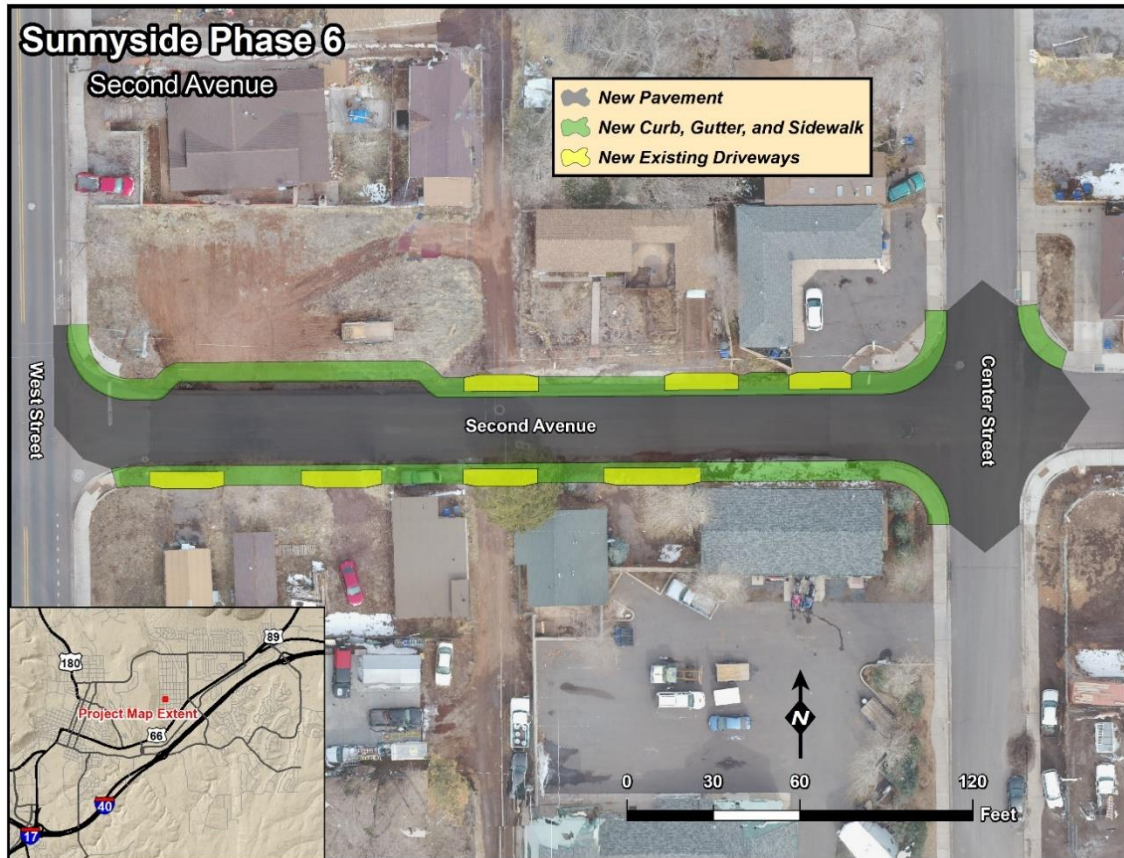 Sunnyside Phase 6
Second Avenue
New Pavement
New Curb, Gutter, and Sidewalk
New Existing Driveways
West Street
Second Avenue
Center Street
180
89
Project Map Extent
66
40
17
N
0 30 60 120
Feet